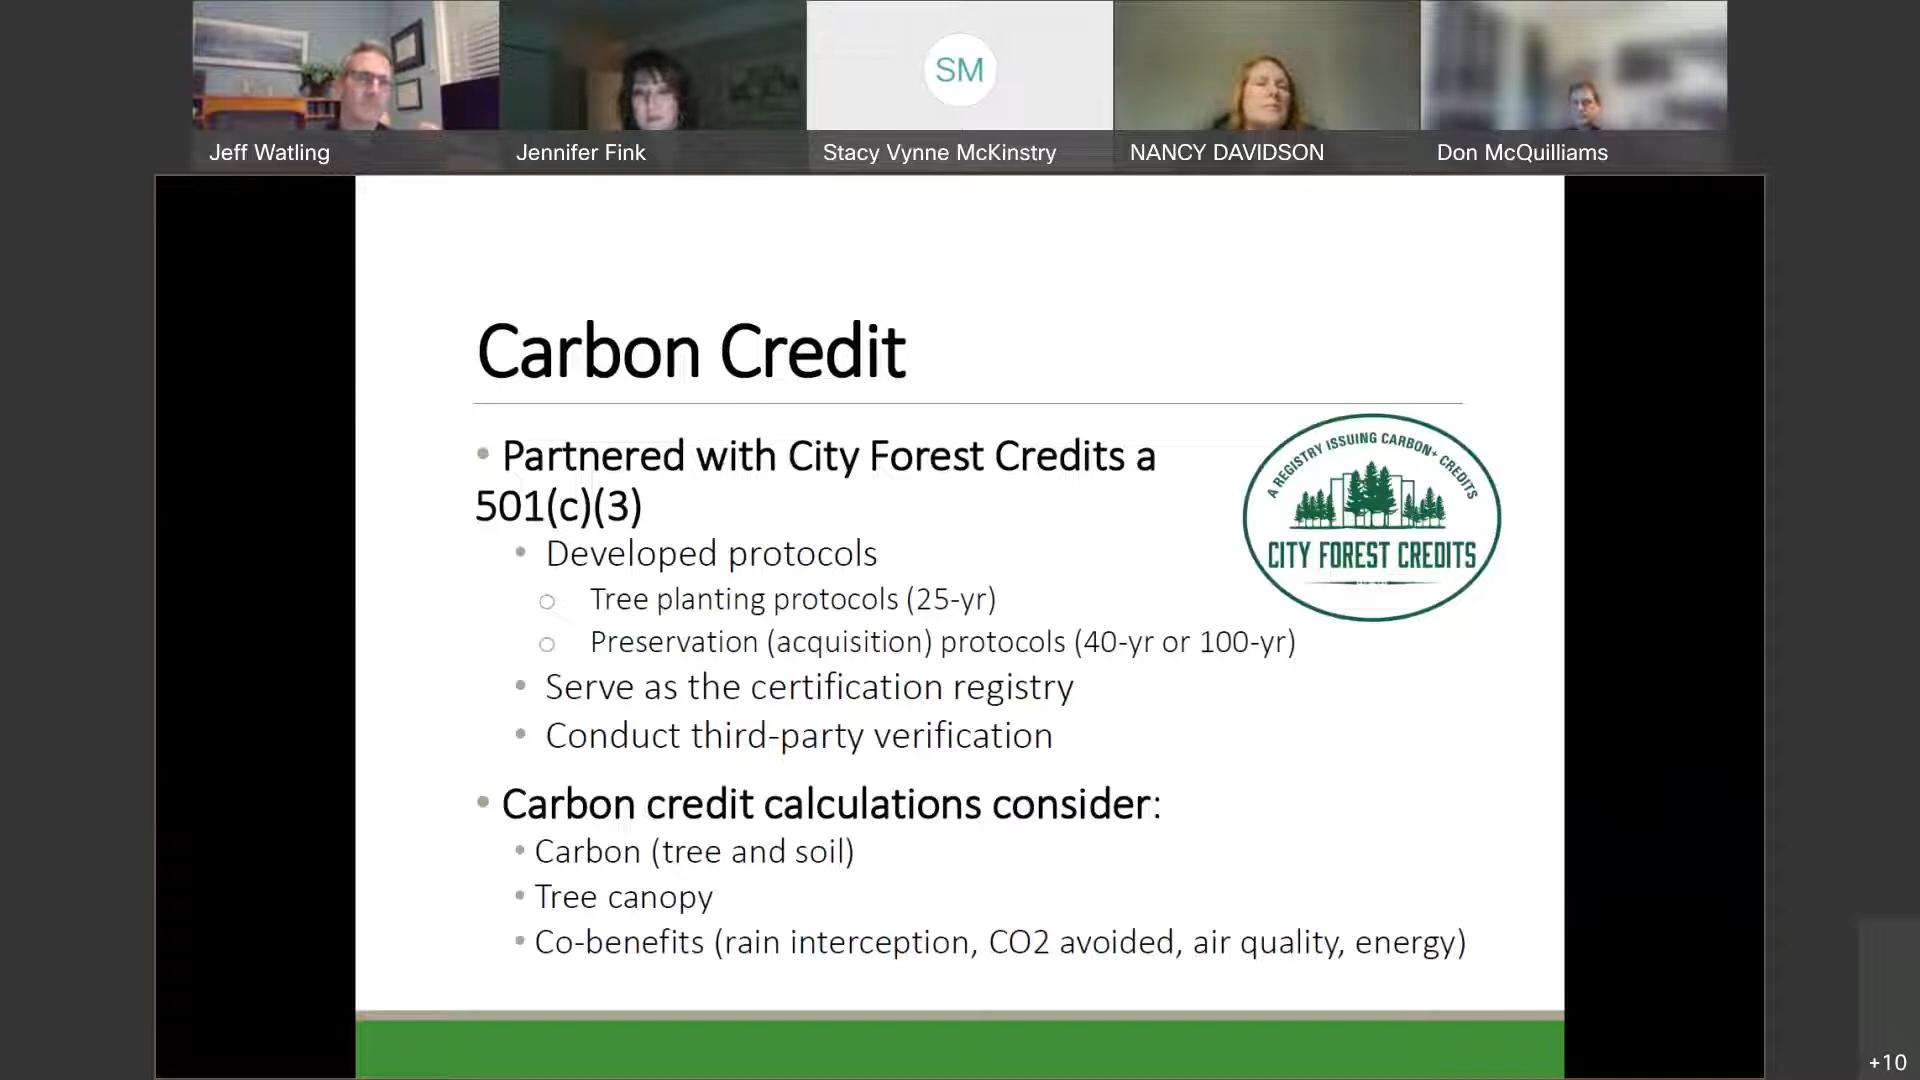 SM
Jeff Watling
Jennifer Fink
Stacy Vynne McKinstry
NANCY DAVIDSON
Don McQuilliams
Carbon Credit
• Partnered with City Forest Credits a
501(c)(3)
• Developed protocols
○ Tree planting protocols (25-yr)
○ Preservation (acquisition) protocols (40-yr or 100-yr)
• Serve as the certification registry
• Conduct third-party verification
• Carbon credit calculations consider:
• Carbon (tree and soil)
• Tree canopy
• Co-benefits (rain interception, CO2 avoided, air quality, energy)
A REGISTRY ISSUING CARBON+ CREDITS
CITY FOREST CREDITS
+10